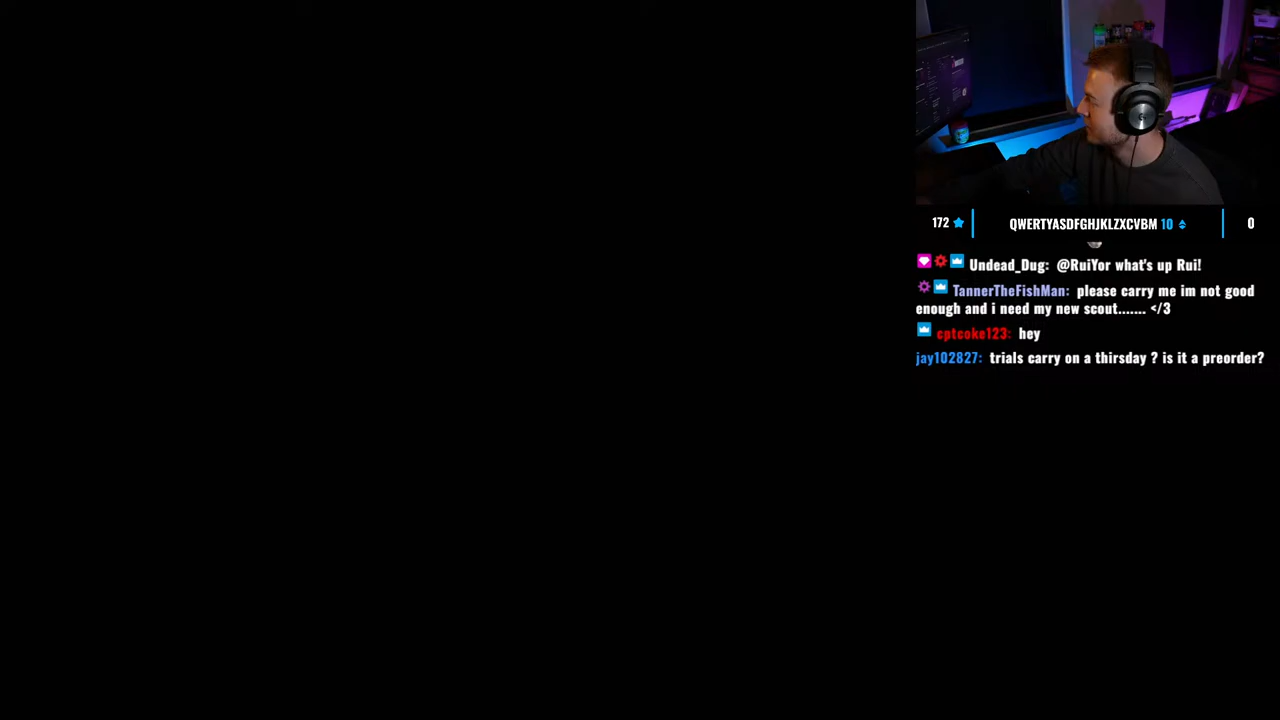 172
QWERTYASDFGHJKLZXCVBM 10
0
Undead_Dug: @RuiYor what's up Rui!
TannerTheFishMan: please carry me im not good
enough and i need my new scout....... </3
cptcoke123: hey
jay102827: trials carry on a thirsday ? is it a preorder?